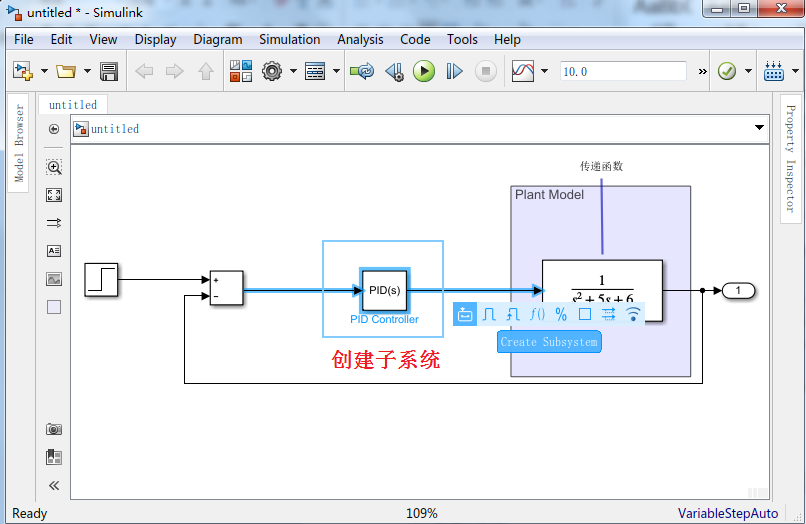 untitled * - Simulink
File Edit View Display Diagram Simulation Analysis Code Tools Help
10.0
»
Model Browser
untitled
untitled
Property Inspector
传递函数
Plant Model
1
s²+5s+6
+
−
PID(s)
PID Controller
1
f() %
Create Subsystem
创建子系统
Ready
109%
VariableStepAuto